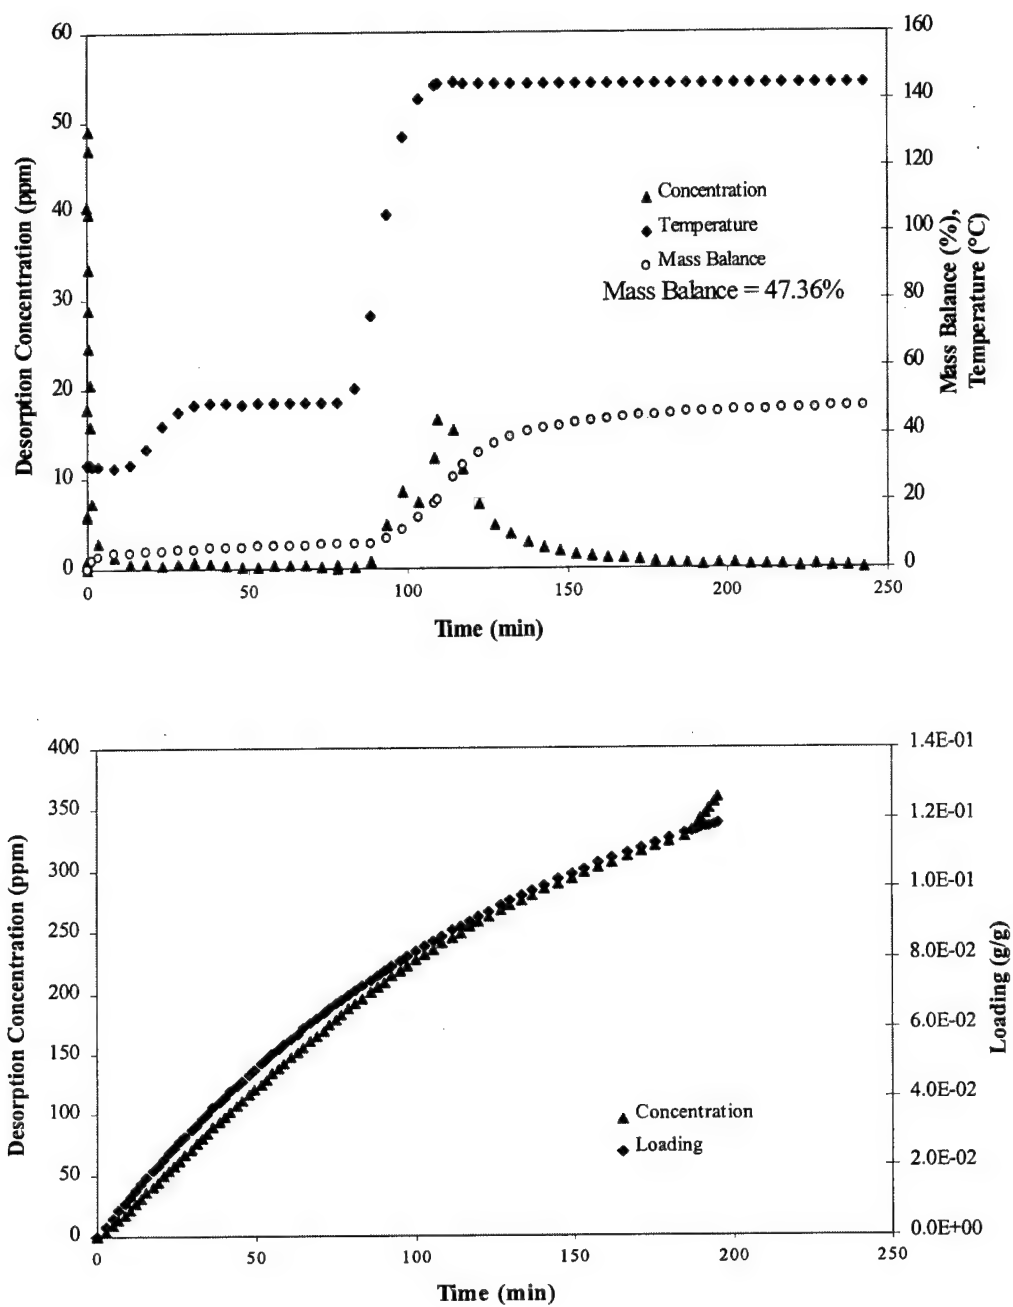 60
50
40
30
20
10
0
Desorption Concentration (ppm)
160
140
120
100
80
60
40
20
0
Mass Balance (%),
Temperature (°C)
Concentration
Temperature
Mass Balance
Mass Balance = 47.36%
0
50
100
150
200
250
Time (min)
400
350
300
250
200
150
100
50
0
Desorption Concentration (ppm)
1.4E-01
1.2E-01
1.0E-01
8.0E-02
6.0E-02
4.0E-02
2.0E-02
0.0E+00
Loading (g/g)
Concentration
Loading
0
50
100
150
200
250
Time (min)